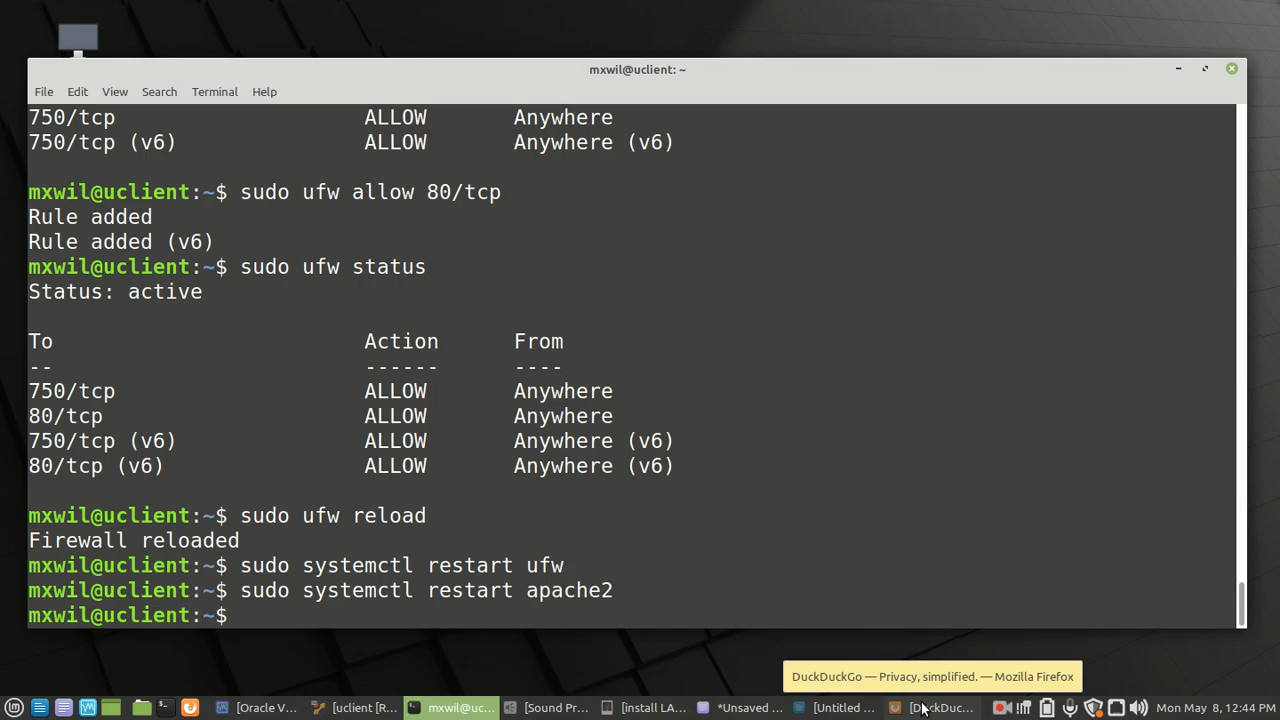 mxwil@uclient: ~
File Edit View Search Terminal Help
750/tcp ALLOW Anywhere
750/tcp (v6) ALLOW Anywhere (v6)
mxwil@uclient:~$ sudo ufw allow 80/tcp
Rule added
Rule added (v6)
mxwil@uclient:~$ sudo ufw status
Status: active
To Action From
-- ------ ----
750/tcp ALLOW Anywhere
80/tcp ALLOW Anywhere
750/tcp (v6) ALLOW Anywhere (v6)
80/tcp (v6) ALLOW Anywhere (v6)
mxwil@uclient:~$ sudo ufw reload
Firewall reloaded
mxwil@uclient:~$ sudo systemctl restart ufw
mxwil@uclient:~$ sudo systemctl restart apache2
mxwil@uclient:~$
DuckDuckGo — Privacy, simplified. — Mozilla Firefox
[Oracle V... [uclient [R... mxwil@uc... [Sound Pr... [install LA... *Unsaved ... [Untitled ... [DuckDuc... Mon May 8, 12:44 PM